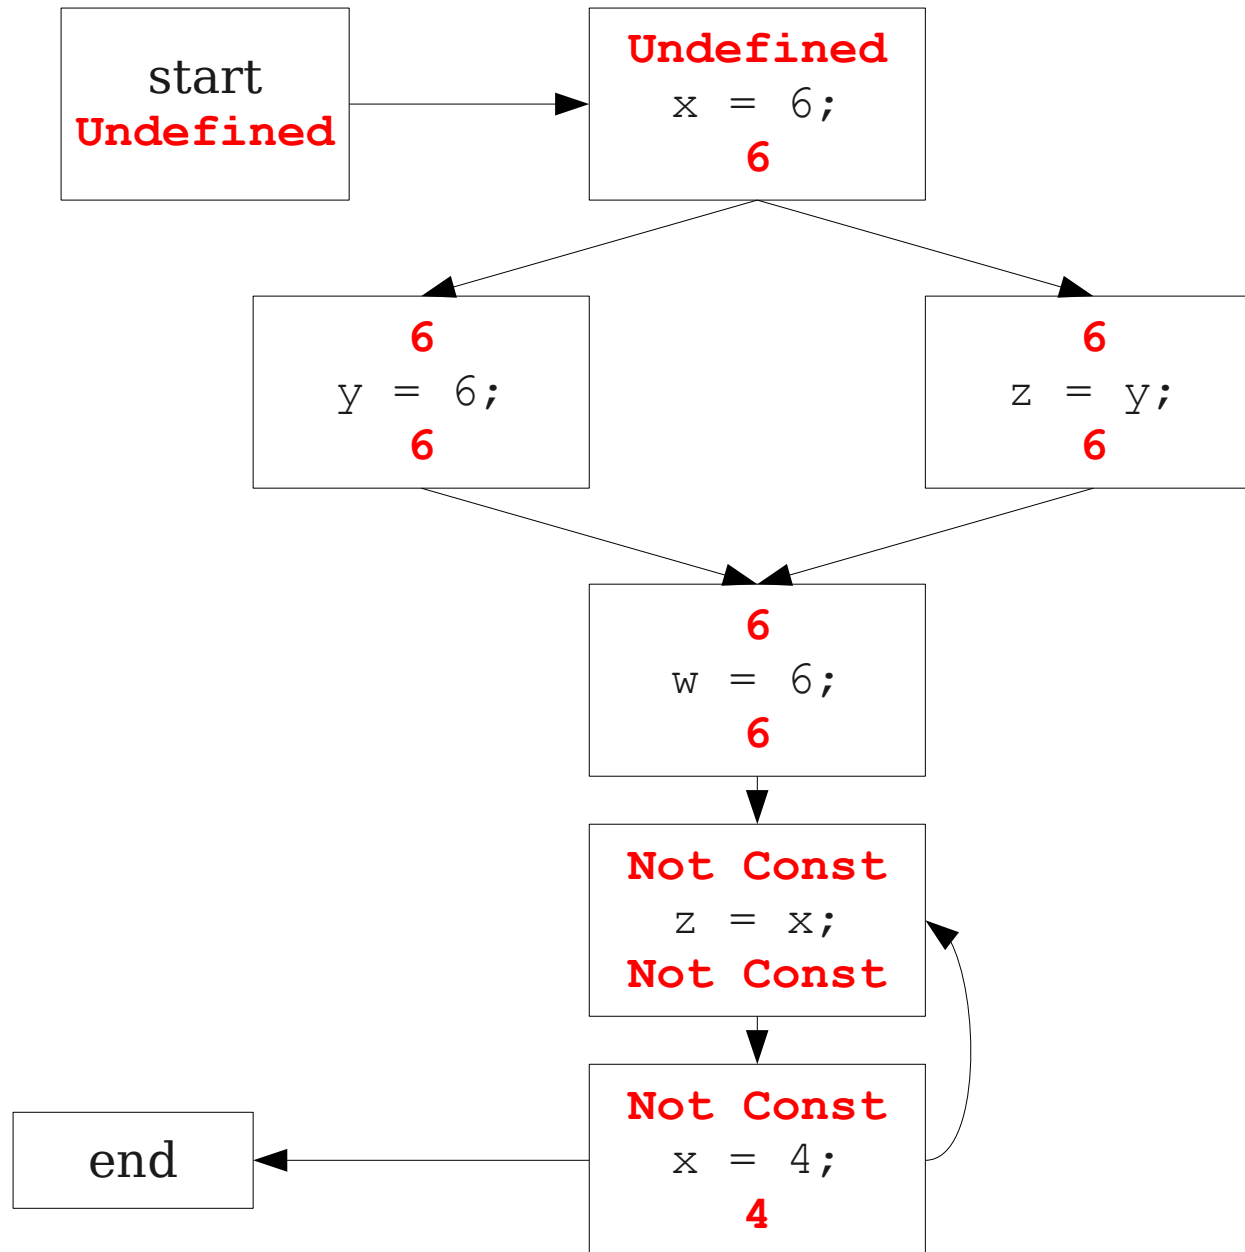 start
Undefined
Undefined
x = 6;
6
6
y = 6;
6
6
z = y;
6
6
w = 6;
6
Not Const
z = x;
Not Const
Not Const
x = 4;
4
end